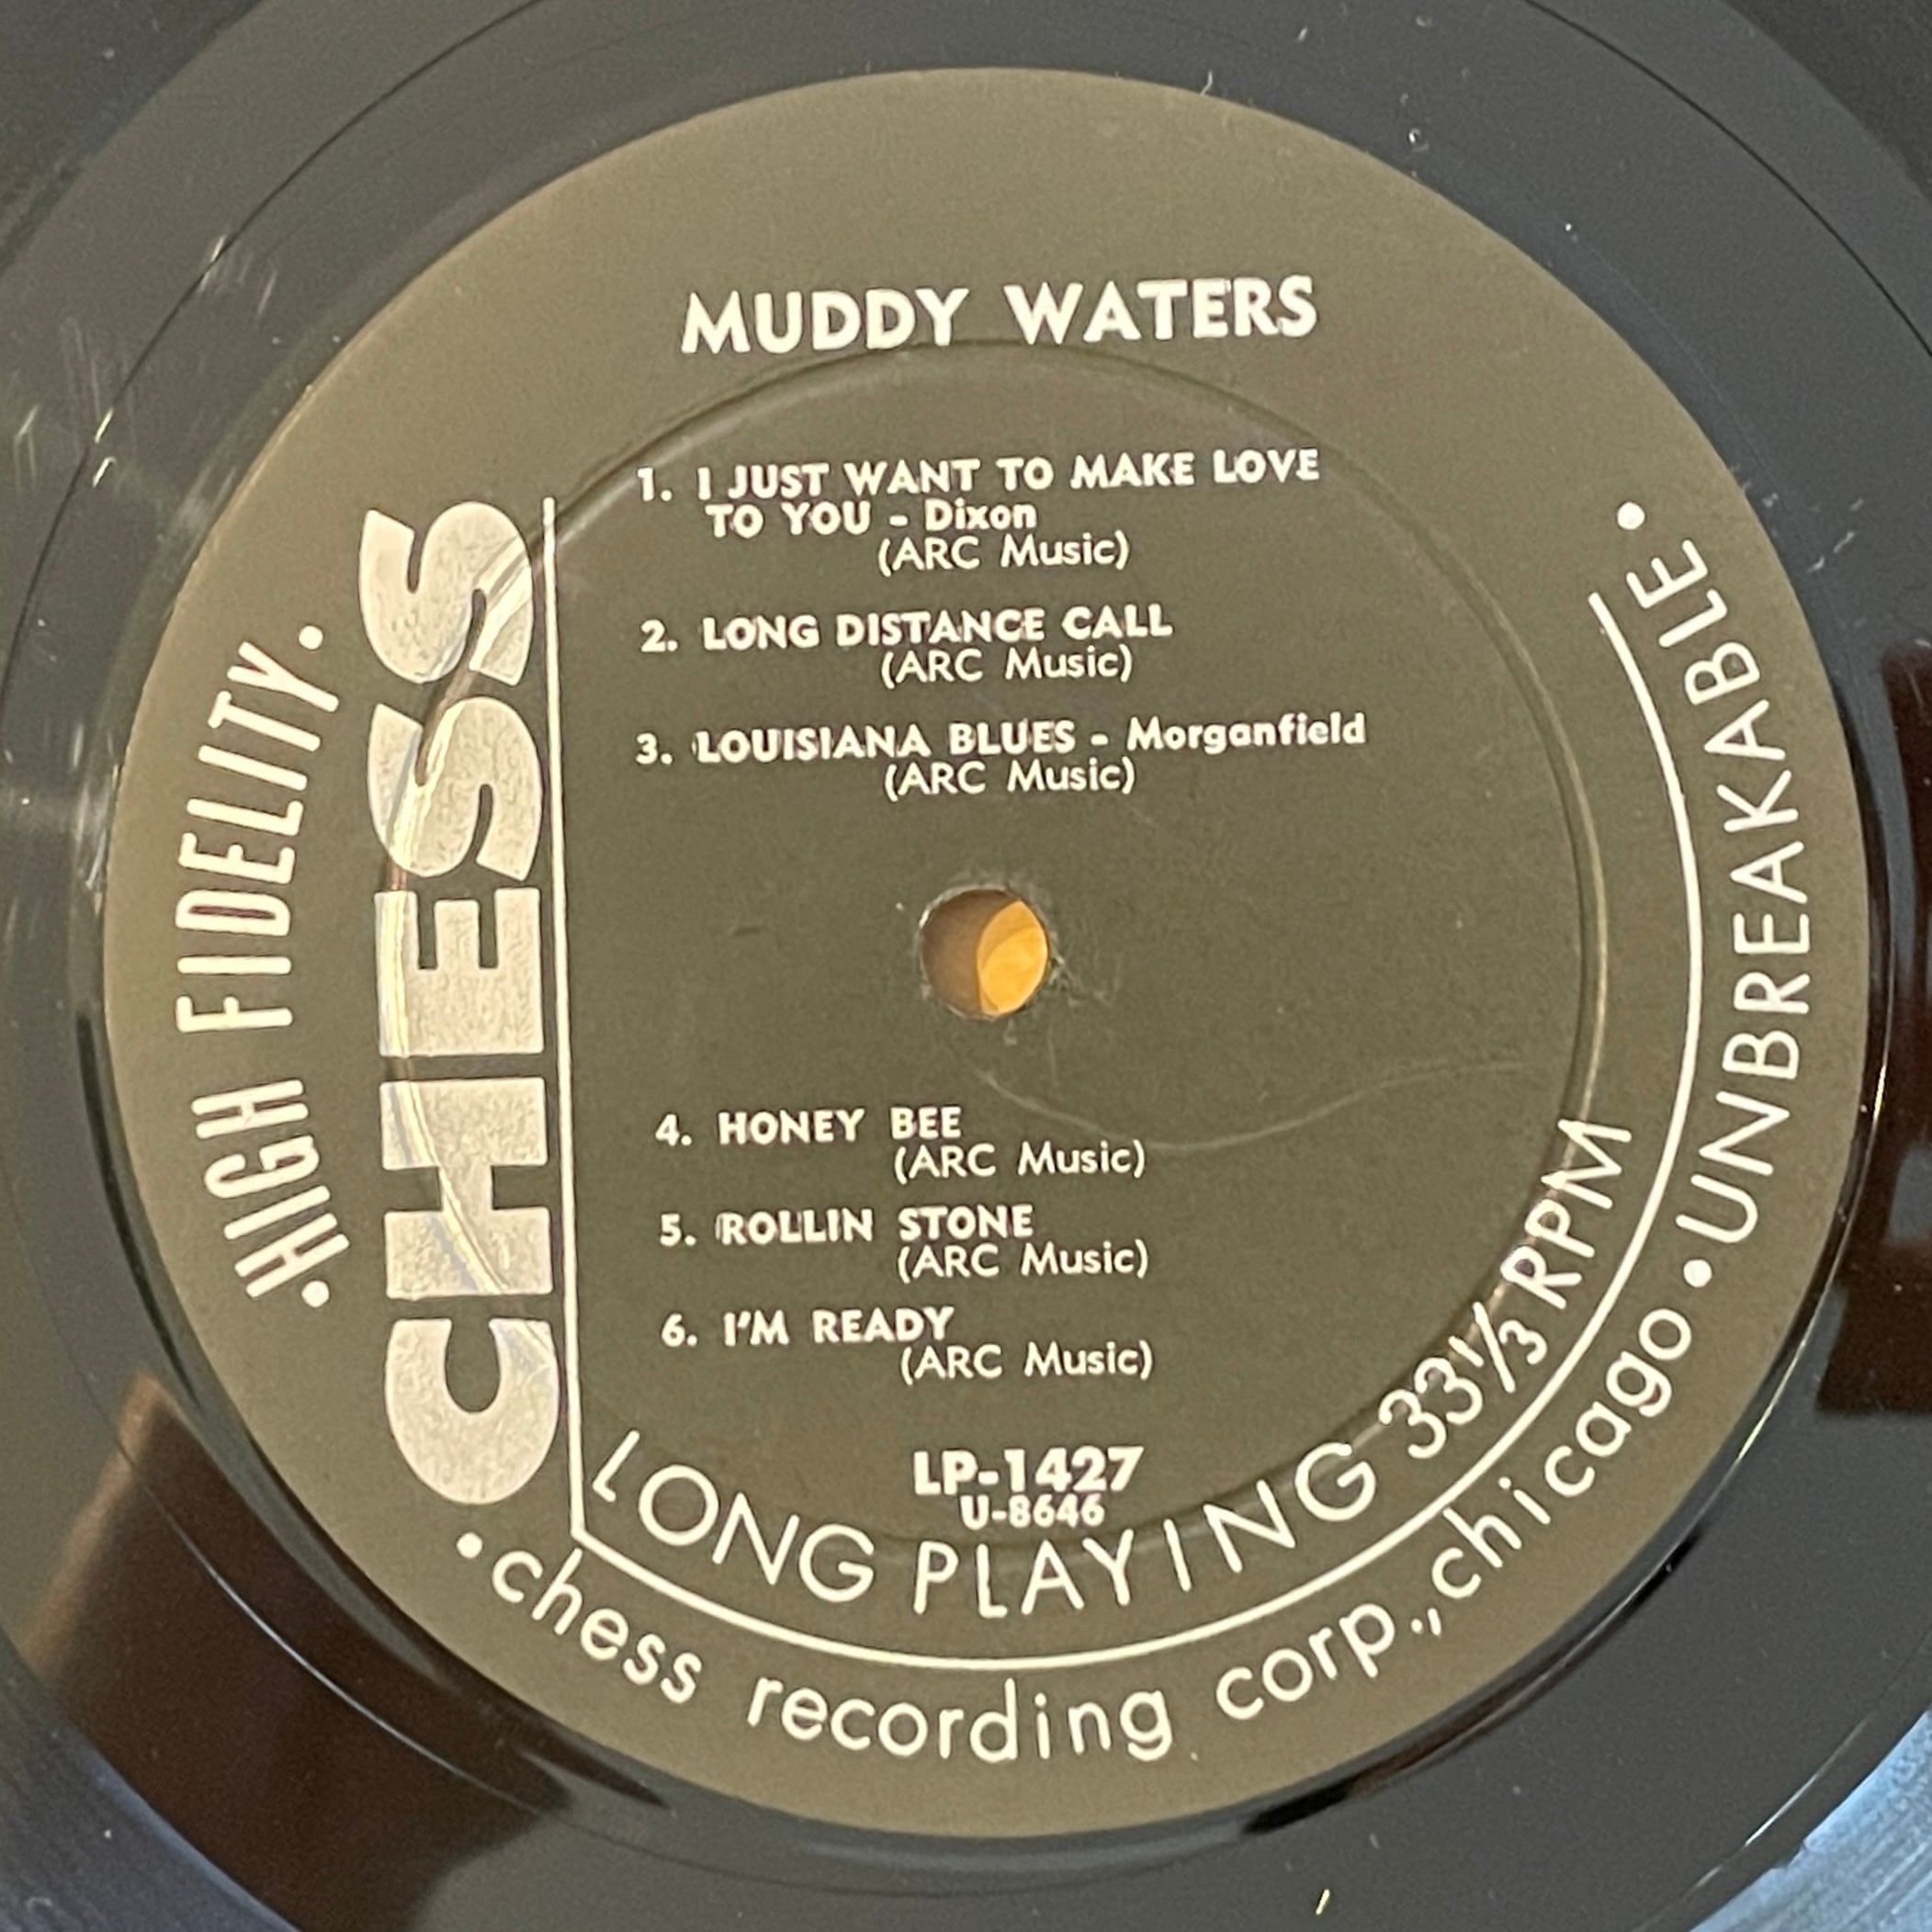 MUDDY WATERS
1. I JUST WANT TO MAKE LOVE
TO YOU - Dixon
(ARC Music)
2. LONG DISTANCE CALL
(ARC Music)
3. LOUISIANA BLUES - Morganfield
(ARC Music)
4. HONEY BEE
(ARC Music)
5. ROLLIN STONE
(ARC Music)
6. I'M READY
(ARC Music)
LP-1427
U-8646
LONG PLAYING 33⅓ RPM
CHESS
•HIGH FIDELITY•
•chess recording corp., chicago•UNBREAKABLE•